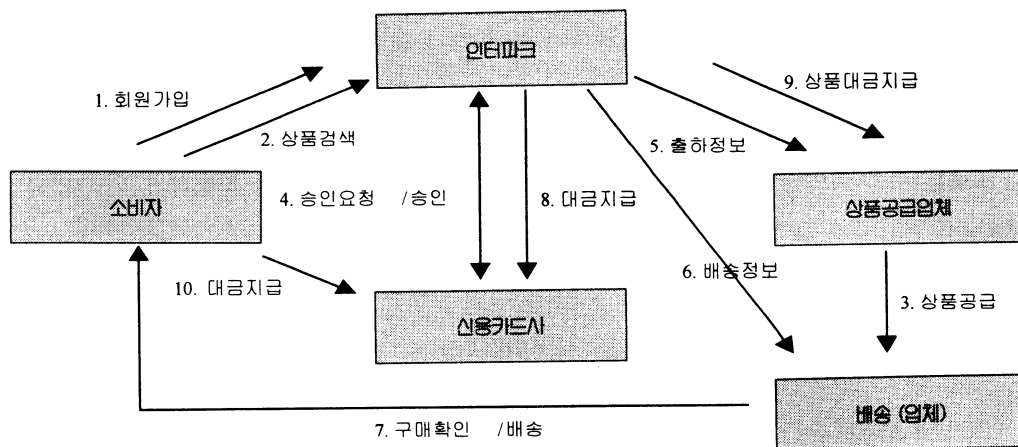 인터파크
1. 회원가입
9. 상품대금지급
2. 상품검색
5. 출하정보
소비자
4. 승인요청 /승인
8. 대금지급
상품공급업체
6. 배송정보
10. 대금지급
3. 상품공급
신용카드사
배송 (업체)
7. 구매확인 /배송